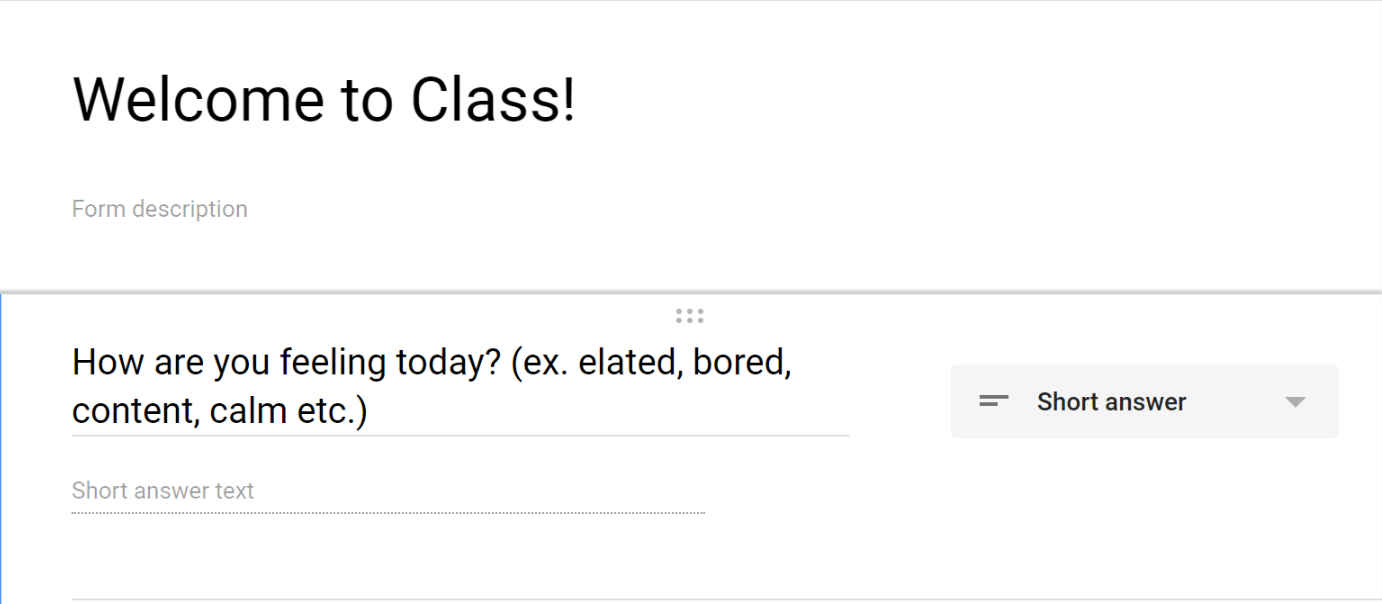 Welcome to Class!
Form description
How are you feeling today? (ex. elated, bored,
content, calm etc.)
Short answer
Short answer text